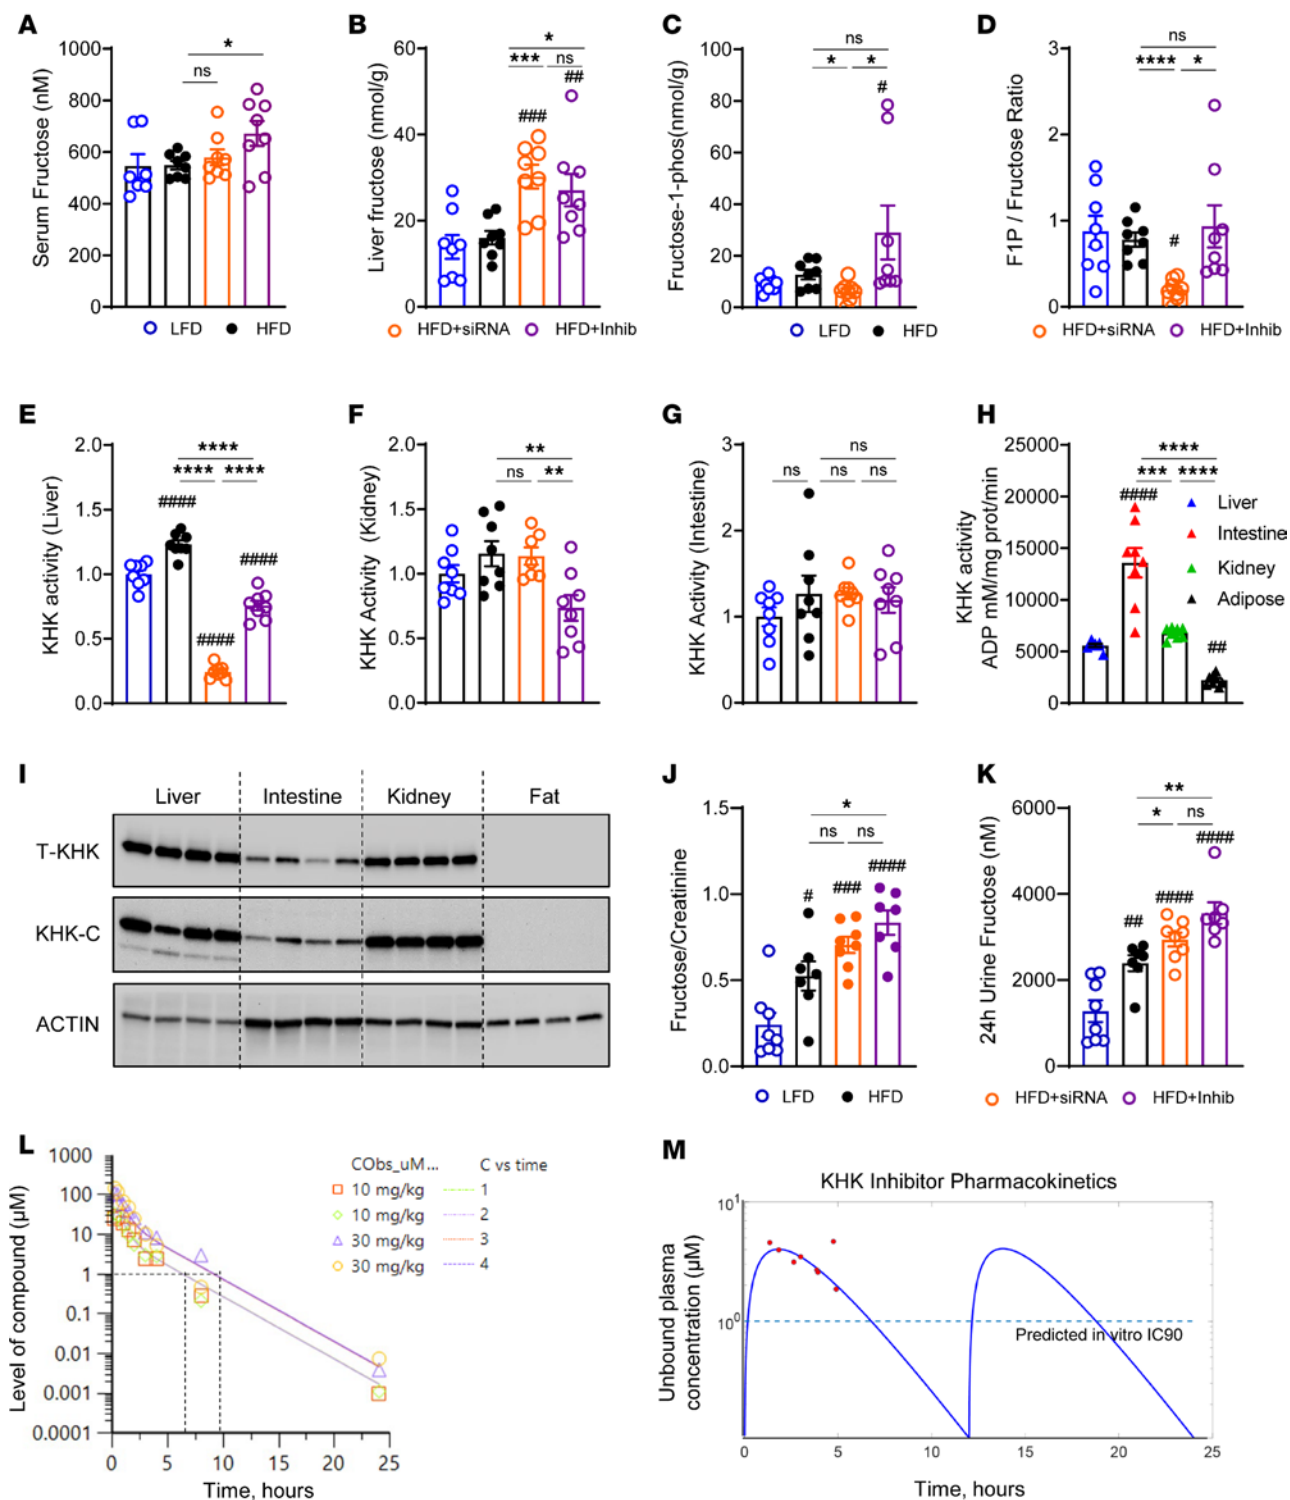 A
Serum Fructose (nM)
1000
800
600
400
200
0
*
ns
B
Liver fructose (nmol/g)
60
40
20
0
*
*** ns
##
###
C
Fructose-1-phos(nmol/g)
100
80
60
40
20
0
ns
* *
#
D
F1P / Fructose Ratio
3
2
1
0
ns
**** *
#
LFD HFD HFD+siRNA HFD+Inhib LFD HFD HFD+siRNA HFD+Inhib
E
KHK activity (Liver)
2.0
1.5
1.0
0.5
0.0
****
**** ****
####
####
####
F
KHK Activity (Kidney)
2.0
1.5
1.0
0.5
0.0
**
ns **
G
KHK Activity (Intestine)
3
2
1
0
ns
ns ns ns
H
KHK activity
ADP mM/mg prot/min
25000
20000
15000
10000
5000
0
****
*** ****
####
##
Liver
Intestine
Kidney
Adipose
I
Liver Intestine Kidney Fat
T-KHK
KHK-C
ACTIN
J
Fructose/Creatinine
1.5
1.0
0.5
0.0
*
ns ns
####
###
#
K
24h Urine Fructose (nM)
6000
4000
2000
0
**
* ns
####
####
##
LFD HFD HFD+siRNA HFD+Inhib
L
Level of compound (µM)
1000
100
10
1
0.1
0.01
0.001
0.0001
CObs_uM... C vs time
10 mg/kg 1
10 mg/kg 2
30 mg/kg 3
30 mg/kg 4
0 5 10 15 20 25
Time, hours
M
KHK Inhibitor Pharmacokinetics
Unbound plasma
concentration (µM)
10¹
10⁰
Predicted in vitro IC90
0 5 10 15 20 25
Time, hours